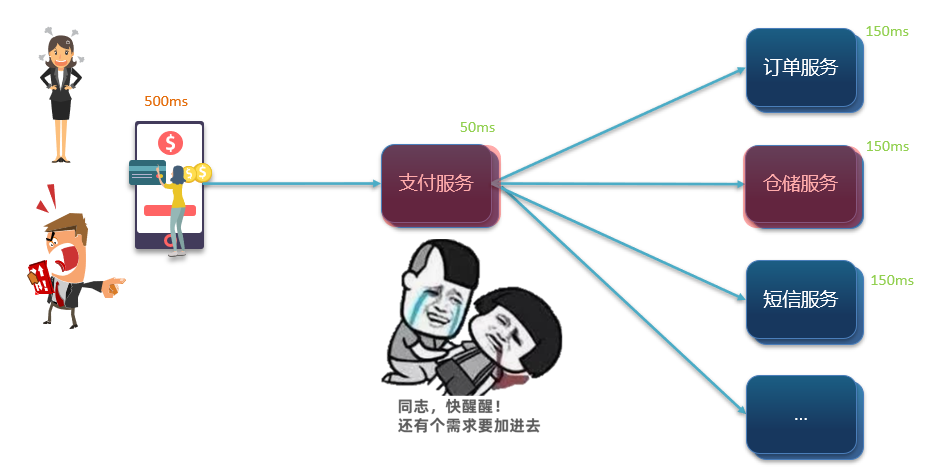 500ms
$
$
$
50ms
支付服务
150ms
订单服务
150ms
仓储服务
150ms
短信服务
...
同志，快醒醒！
还有个需求要加进去